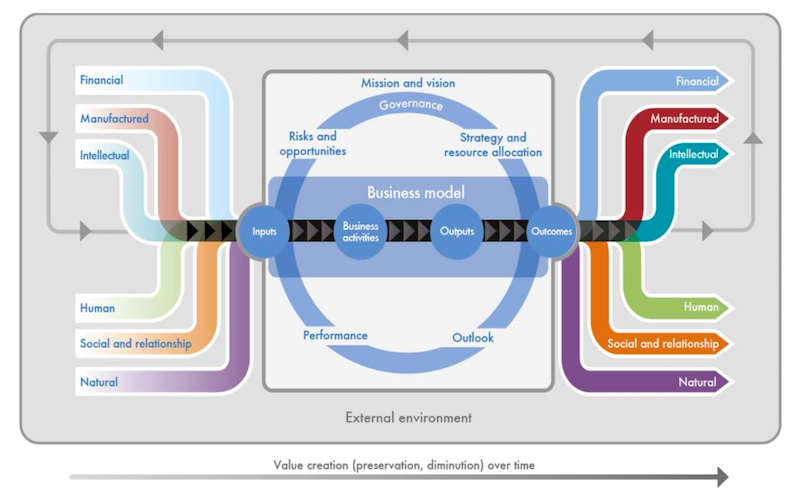 Financial
Manufactured
Intellectual
Human
Social and relationship
Natural
Mission and vision
Governance
Risks and
opportunities
Strategy and
resource allocation
Business model
Inputs
Business
activities
Outputs
Outcomes
Performance
Outlook
Financial
Manufactured
Intellectual
Human
Social and relationship
Natural
External environment
Value creation (preservation, diminution) over time